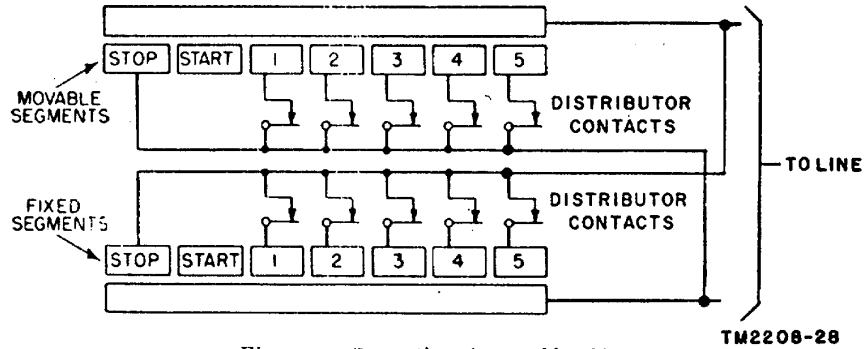 STOP START 1 2 3 4 5
MOVABLE
SEGMENTS
DISTRIBUTOR
CONTACTS
TO LINE
FIXED
SEGMENTS
DISTRIBUTOR
CONTACTS
STOP START 1 2 3 4 5
TM2208-28